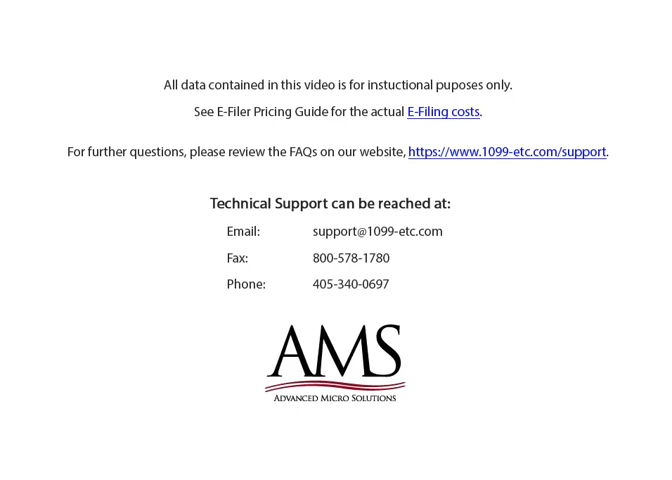 All data contained in this video is for instuctional puposes only.
See E-Filer Pricing Guide for the actual E-Filing costs.
For further questions, please review the FAQs on our website, https://www.1099-etc.com/support.
Technical Support can be reached at:
Email: support@1099-etc.com
Fax: 800-578-1780
Phone: 405-340-0697
AMS
Advanced Micro Solutions